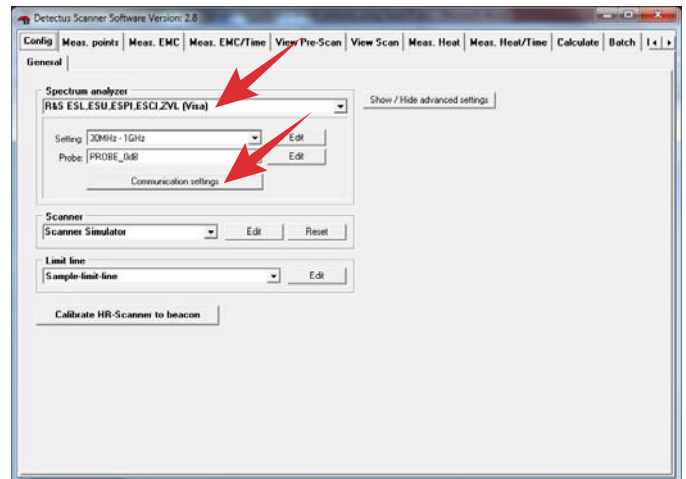 Detectus Scanner Software Version: 2.8
Config Meas. points Meas. EMC Meas. EMC/Time View Pre-Scan View Scan Meas. Heat Meas. Heat/Time Calculate Batch
General
Spectrum analyzer
R&S ESL,ESU,ESPI,ESCI,ZVL (Visa)
Show / Hide advanced settings
Setting: 30MHz - 1GHz Edit
Probe: PROBE_0dB Edit
Communication settings
Scanner
Scanner Simulator Edit Reset
Limit line
Sample-limit-line Edit
Calibrate HR-Scanner to beacon